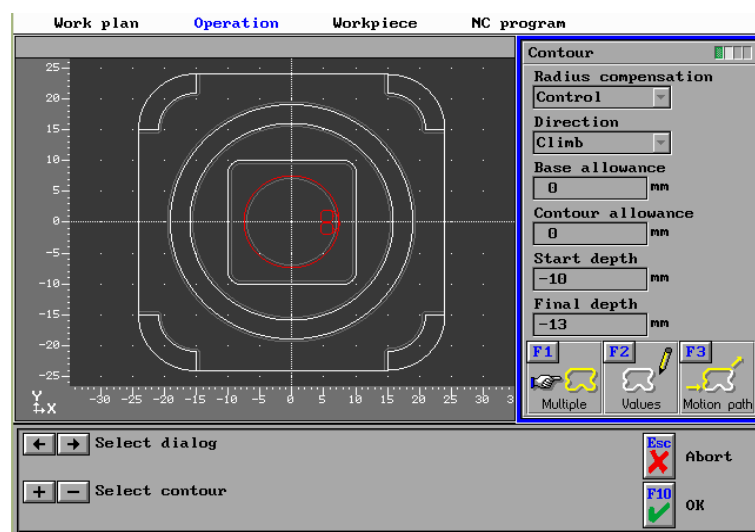 Work plan Operation Workpiece NC program
Contour
Radius compensation
Control
Direction
Climb
Base allowance
0 mm
Contour allowance
0 mm
Start depth
-10 mm
Final depth
-13 mm
F1 F2 F3
Multiple Values Motion path
25
20
15
10
5
0
-5
-10
-15
-20
-25
Y
X
-30 -25 -20 -15 -10 -5 0 5 10 15 20 25 30 3
Select dialog
Select contour
Esc
Abort
F10
OK